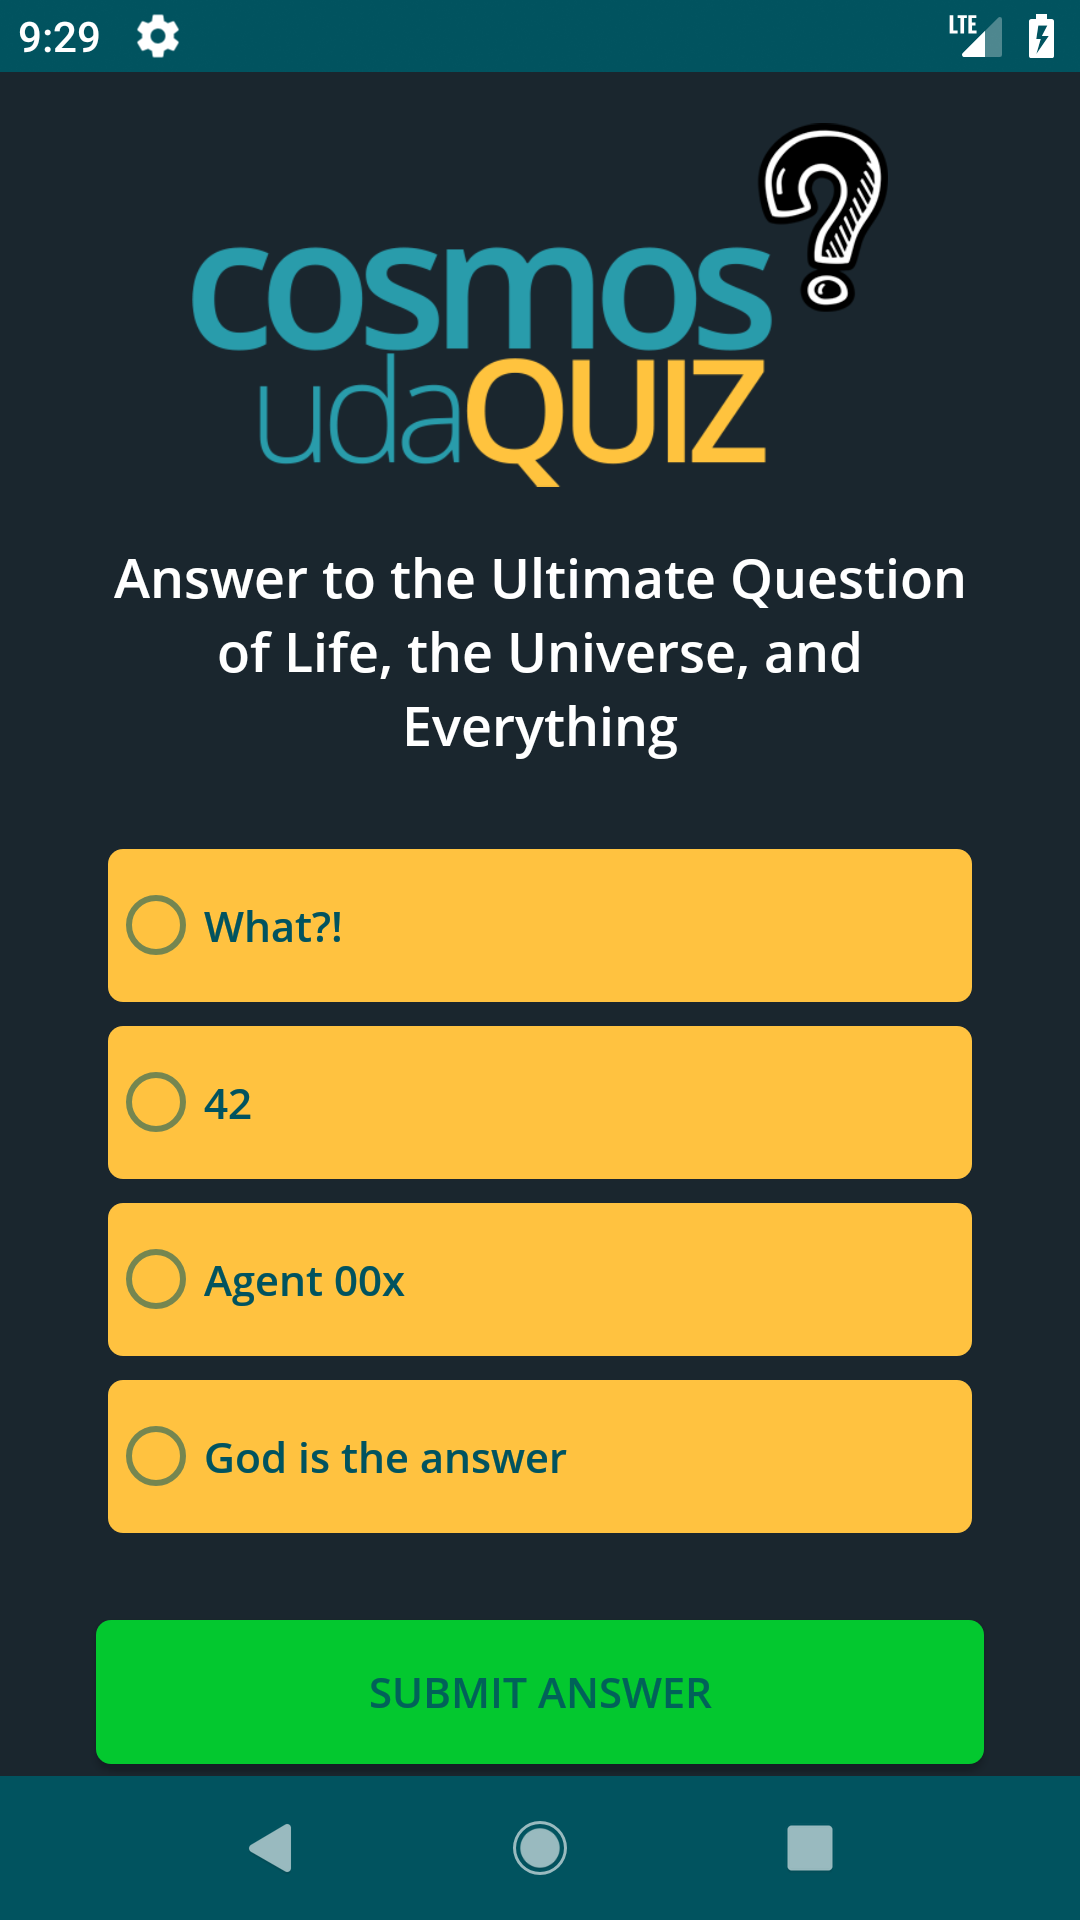 9:29
LTE
cosmos
udaQUIZ
?
Answer to the Ultimate Question
of Life, the Universe, and
Everything
What?!
42
Agent 00x
God is the answer
SUBMIT ANSWER